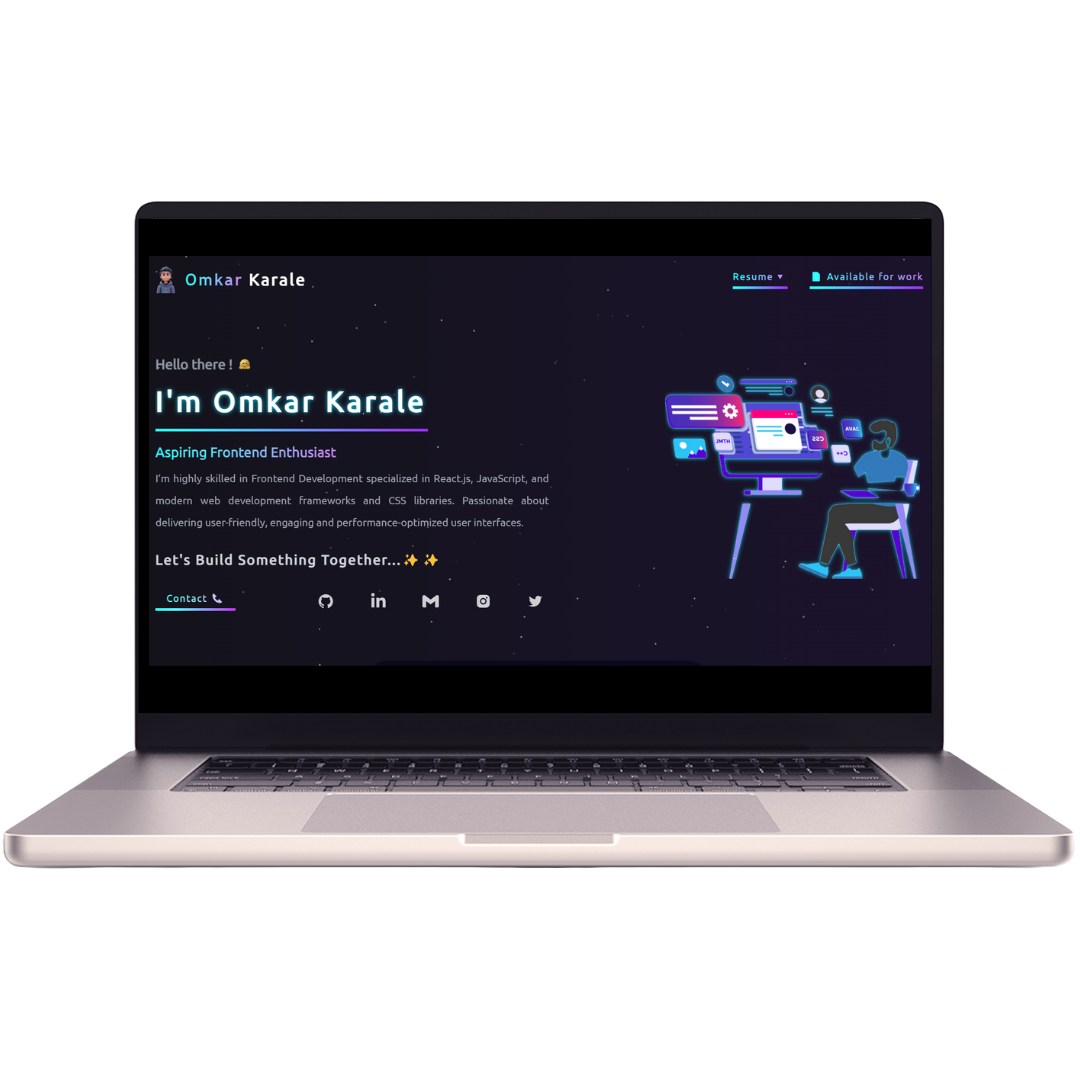 Omkar Karale
Resume ▼
Available for work
Hello there ! 🤗
I'm Omkar Karale
Aspiring Frontend Enthusiast
I'm highly skilled in Frontend Development specialized in React.js, JavaScript, and
modern web development frameworks and CSS libraries. Passionate about
delivering user-friendly, engaging and performance-optimized user interfaces.
Let's Build Something Together...✨ ✨
Contact 📞
JAVA
CSS
HTML
C++